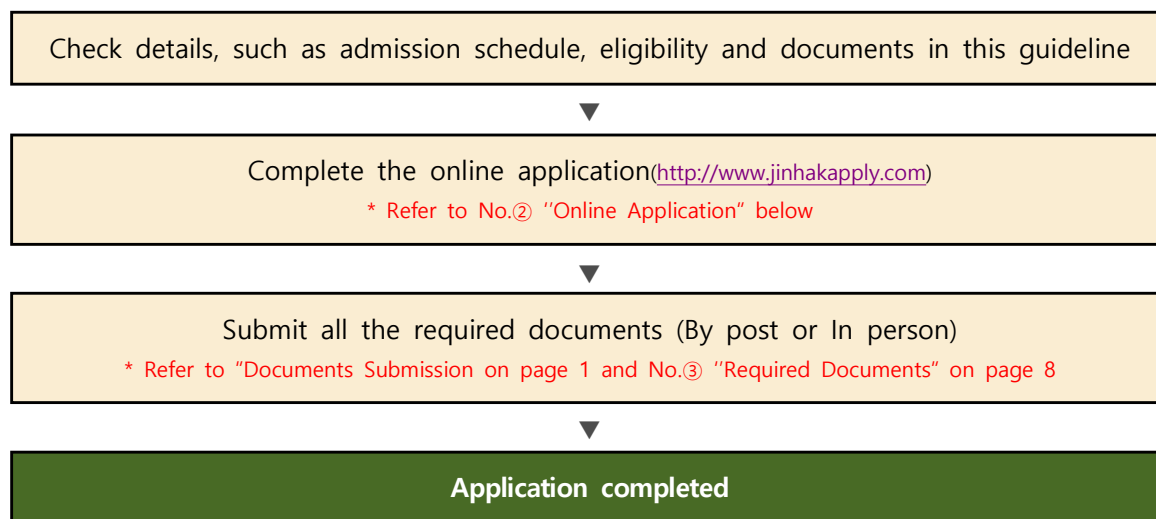 Check details, such as admission schedule, eligibility and documents in this guideline
▼
Complete the online application(http://www.jinhakapply.com)
* Refer to No.② ‘’Online Application“ below
▼
Submit all the required documents (By post or In person)
* Refer to “Documents Submission on page 1 and No.③ ‘’Required Documents” on page 8
▼
Application completed